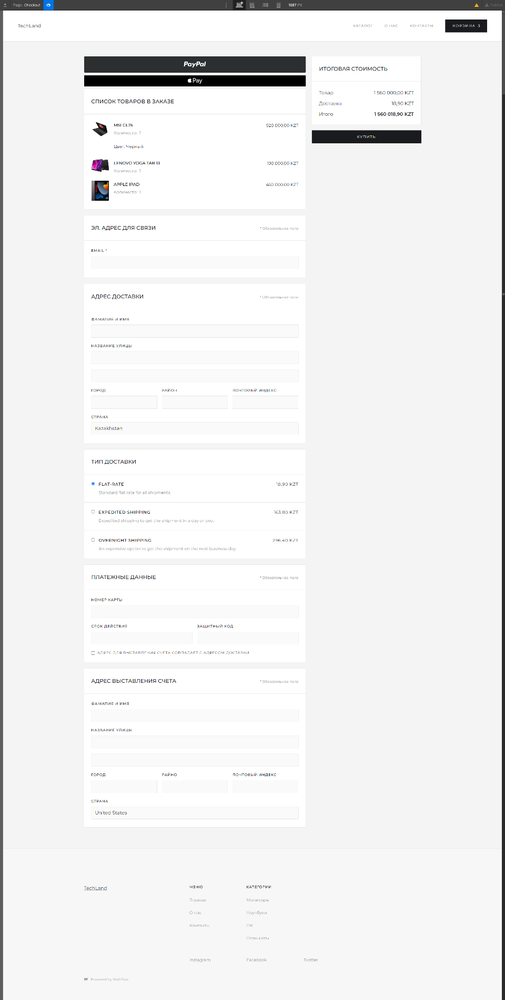 Page: Checkout
1687 PX
Publish
TechLand
КАТАЛОГ
О НАС
КОНТАКТЫ
КОРЗИНА 3
PayPal
Pay
СПИСОК ТОВАРОВ В ЗАКАЗЕ
MSI GL75
920 000,00 KZT
Количесто: 1
Цвет: Черный
LENOVO YOGA TAB 13
190 000,00 KZT
Количесто: 1
APPLE IPAD
450 000,00 KZT
Количесто: 1
ИТОГОВАЯ СТОИМОСТЬ
Товар
1 560 000,00 KZT
Доставка
18,90 KZT
Итого
1 560 018,90 KZT
КУПИТЬ
ЭЛ. АДРЕС ДЛЯ СВЯЗИ
* Обязательное поле
EMAIL *
АДРЕС ДОСТАВКИ
* Обязательное поле
ФАМИЛИЯ И ИМЯ
НАЗВАНИЕ УЛИЦЫ
ГОРОД
РАЙОН
ПОЧТОВЫЙ ИНДЕКС
СТРАНА
Kazakhstan
ТИП ДОСТАВКИ
FLAT-RATE
18,90 KZT
Standard flat rate for all shipments.
EXPEDITED SHIPPING
163,80 KZT
Expedited shipping to get the shipment in a day or two.
OVERNIGHT SHIPPING
296,40 KZT
An expensive option to get the shipment on the next business day.
ПЛАТЕЖНЫЕ ДАННЫЕ
* Обязательное поле
НОМЕР КАРТЫ
СРОК ДЕЙСТВИЯ
ЗАЩИТНЫЙ КОД
АДРЕС ДЛЯ ВЫСТАВЛЕНИЯ СЧЕТА СОВПАДАЕТ С АДРЕСОМ ДОСТАВКИ
АДРЕС ВЫСТАВЛЕНИЯ СЧЕТА
* Обязательное поле
ФАМИЛИЯ И ИМЯ
НАЗВАНИЕ УЛИЦЫ
ГОРОД
РАЙНО
ПОЧТОВЫЙ ИНДЕКС
СТРАНА
United States
TechLand
МЕНЮ
Главная
О нас
Контакты
КАТЕГОРИИ
Мониторы
Ноутбуки
ПК
Планшеты
Instagram
Facebook
Twitter
Powered by Webflow